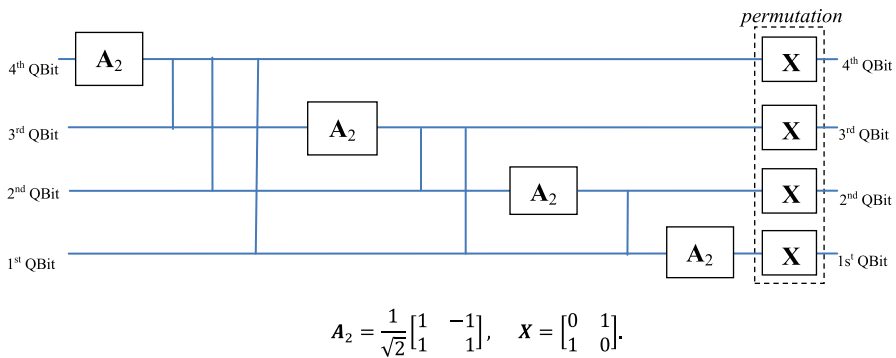 permutation
4th QBit A2 X 4th QBit
3rd QBit A2 X 3rd QBit
2nd QBit A2 X 2nd QBit
1st QBit A2 X 1st QBit
A2 = 1/√2 [1 −1; 1 1], X = [0 1; 1 0].